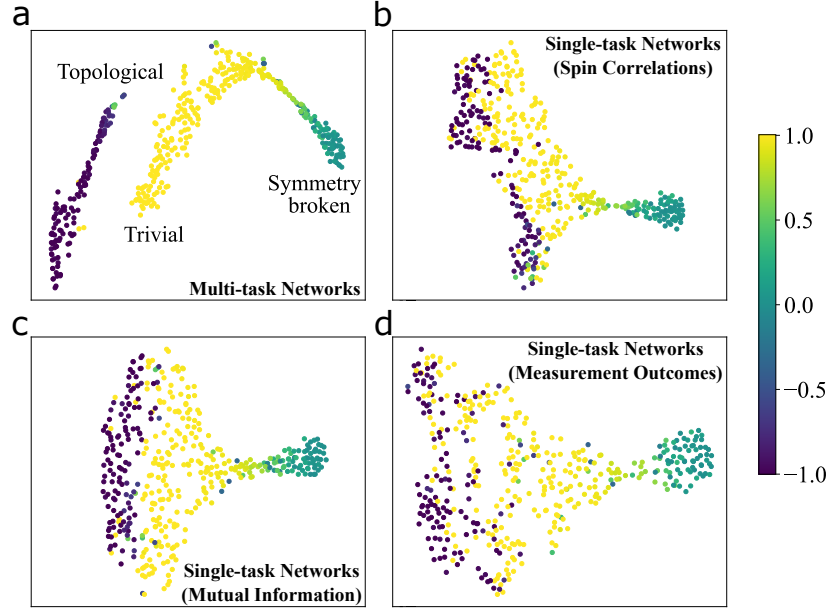 a
Topological
Trivial
Symmetry
broken
Multi-task Networks
b
Single-task Networks
(Spin Correlations)
c
Single-task Networks
(Mutual Information)
d
Single-task Networks
(Measurement Outcomes)
1.0
0.5
0.0
−0.5
−1.0